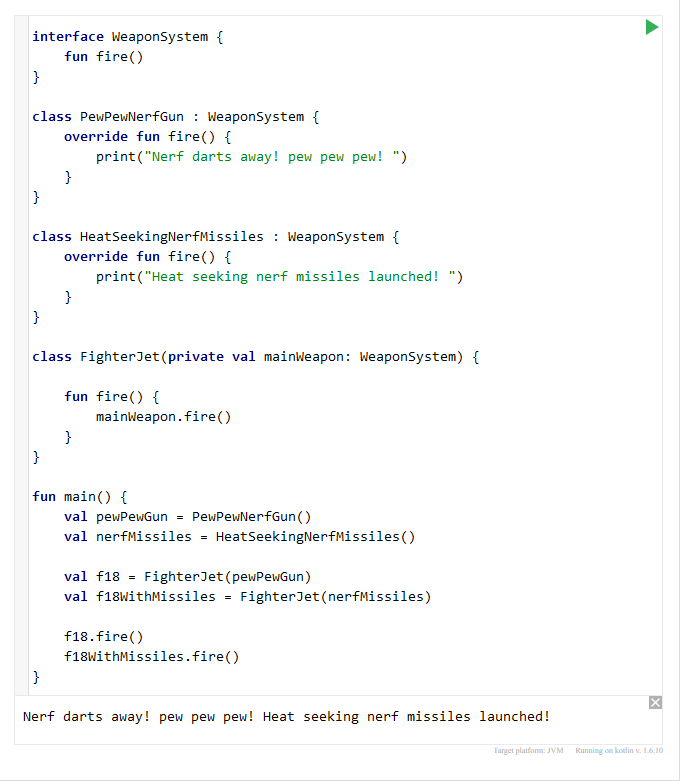 interface WeaponSystem {
    fun fire()
}

class PewPewNerfGun : WeaponSystem {
    override fun fire() {
        print("Nerf darts away! pew pew pew! ")
    }
}

class HeatSeekingNerfMissiles : WeaponSystem {
    override fun fire() {
        print("Heat seeking nerf missiles launched! ")
    }
}

class FighterJet(private val mainWeapon: WeaponSystem) {

    fun fire() {
        mainWeapon.fire()
    }
}

fun main() {
    val pewPewGun = PewPewNerfGun()
    val nerfMissiles = HeatSeekingNerfMissiles()

    val f18 = FighterJet(pewPewGun)
    val f18WithMissiles = FighterJet(nerfMissiles)

    f18.fire()
    f18WithMissiles.fire()
}
Nerf darts away! pew pew pew! Heat seeking nerf missiles launched!
Target platform: JVM Running on kotlin v. 1.6.10